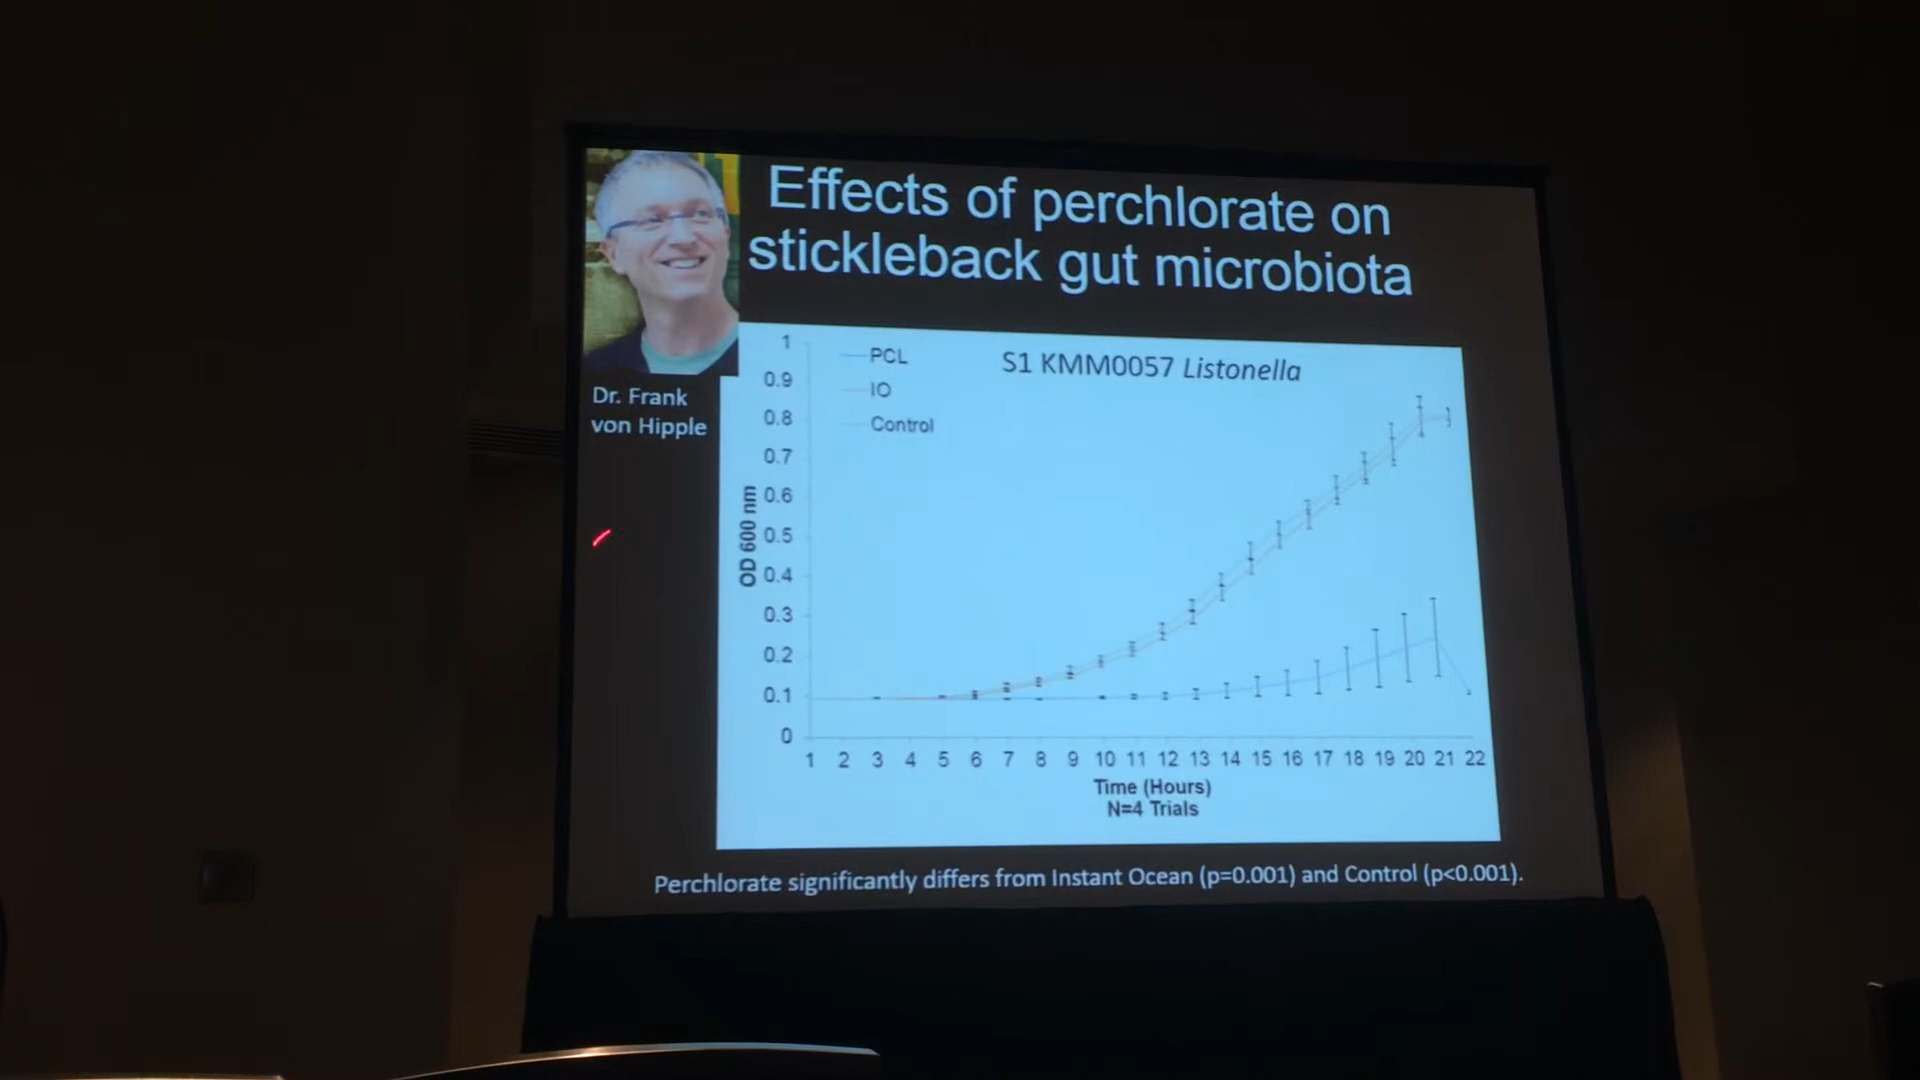 Effects of perchlorate on
stickleback gut microbiota
Dr. Frank
von Hipple
S1 KMM0057 Listonella
PCL
IO
Control
OD 600 nm
1
0.9
0.8
0.7
0.6
0.5
0.4
0.3
0.2
0.1
0
1 2 3 4 5 6 7 8 9 10 11 12 13 14 15 16 17 18 19 20 21 22
Time (Hours)
N=4 Trials
Perchlorate significantly differs from Instant Ocean (p=0.001) and Control (p<0.001).